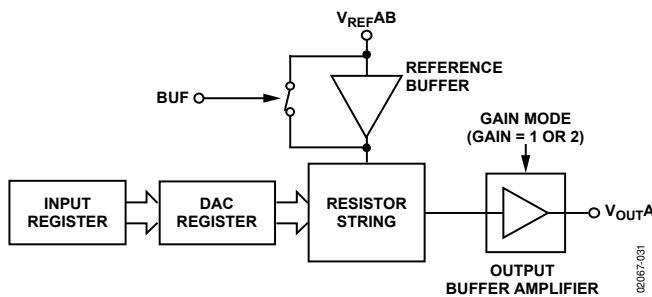 VREFAB
REFERENCE
BUFFER
BUF
GAIN MODE
(GAIN = 1 OR 2)
INPUT
REGISTER
DAC
REGISTER
RESISTOR
STRING
VOUTA
OUTPUT
BUFFER AMPLIFIER
02067-031